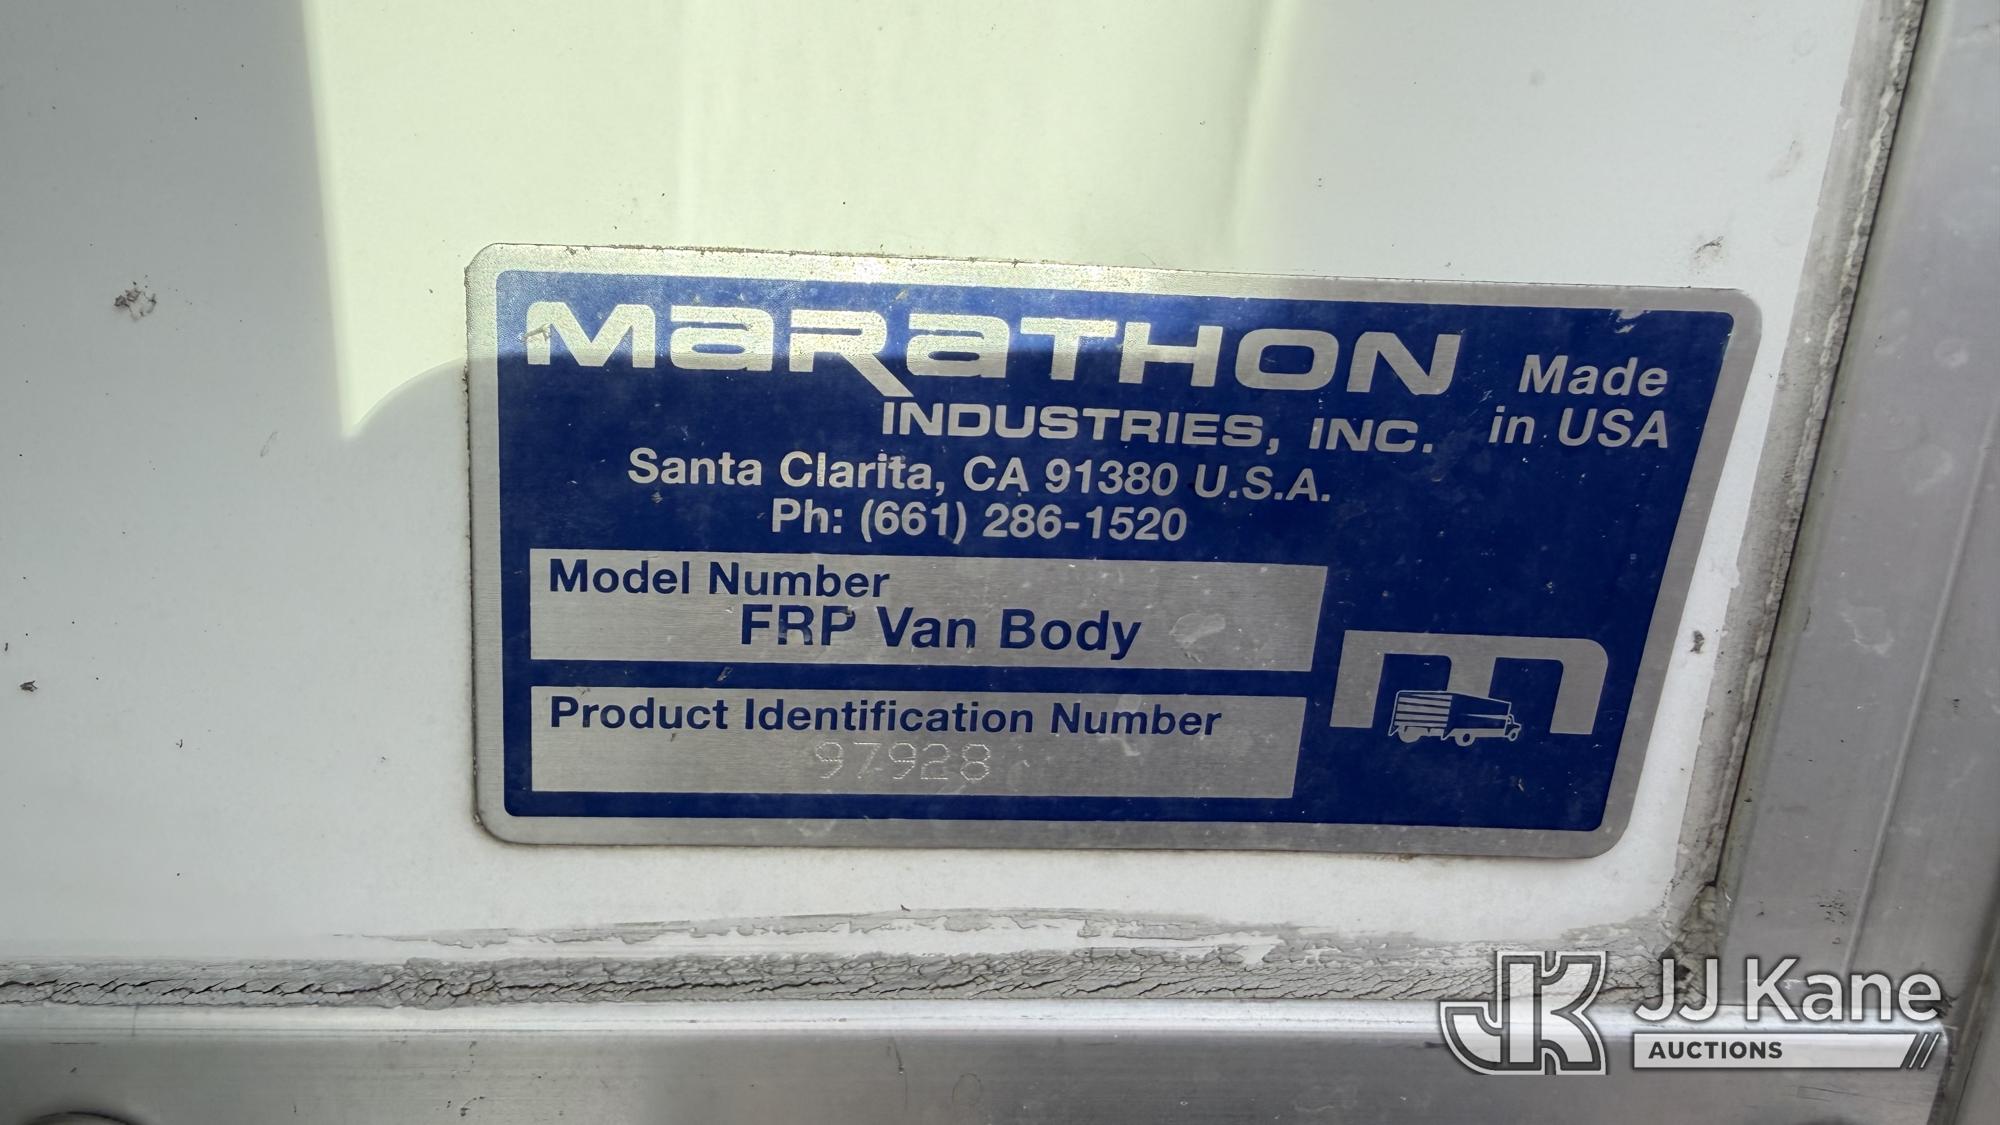 MARATHON
INDUSTRIES, INC.
Made
in USA
Santa Clarita, CA 91380 U.S.A.
Ph: (661) 286-1520
Model Number
FRP Van Body
Product Identification Number
97928
m
JK JJ Kane
AUCTIONS